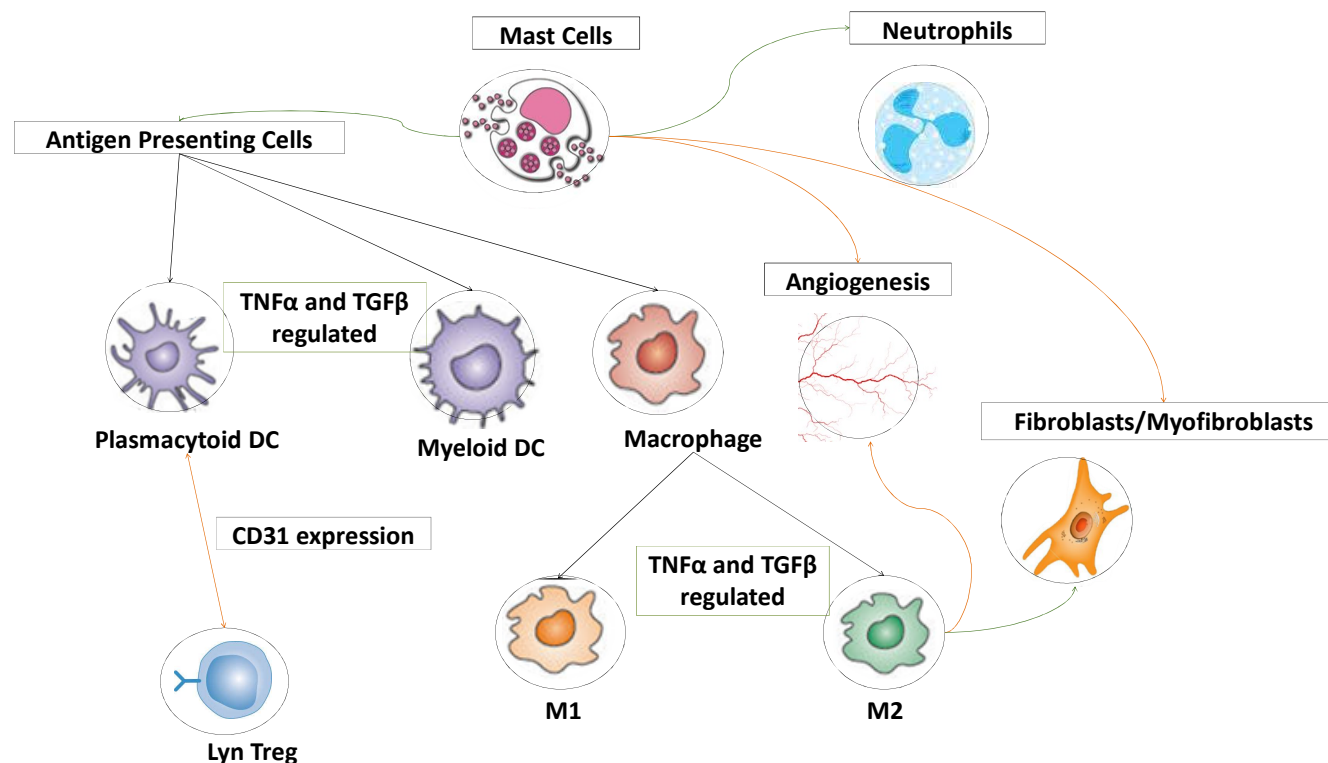 Mast Cells
Neutrophils
Antigen Presenting Cells
Angiogenesis
TNFα and TGFβ
regulated
Fibroblasts/Myofibroblasts
Plasmacytoid DC
Myeloid DC
Macrophage
CD31 expression
TNFα and TGFβ
regulated
M1
M2
Lyn Treg